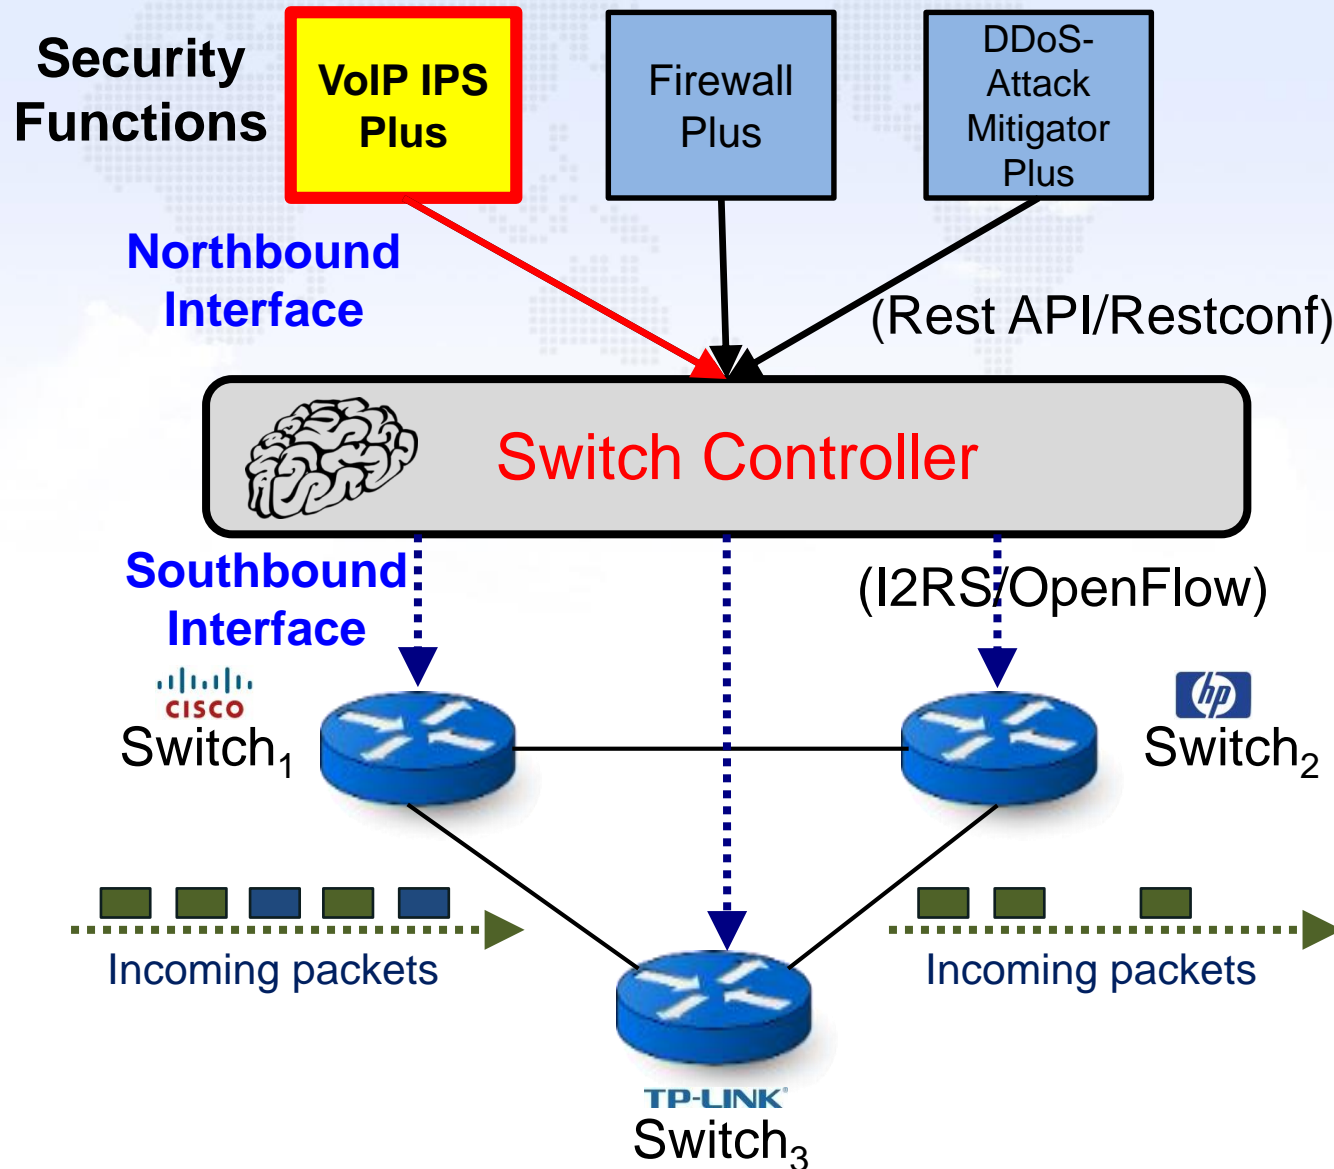 Security
Functions
VoIP IPS
Plus
Firewall
Plus
DDoS-
Attack
Mitigator
Plus
Northbound
Interface
(Rest API/Restconf)
Switch Controller
Southbound
Interface
(I2RS/OpenFlow)
CISCO
Switch₁
hp
Switch₂
Incoming packets
Incoming packets
TP-LINK®
Switch₃